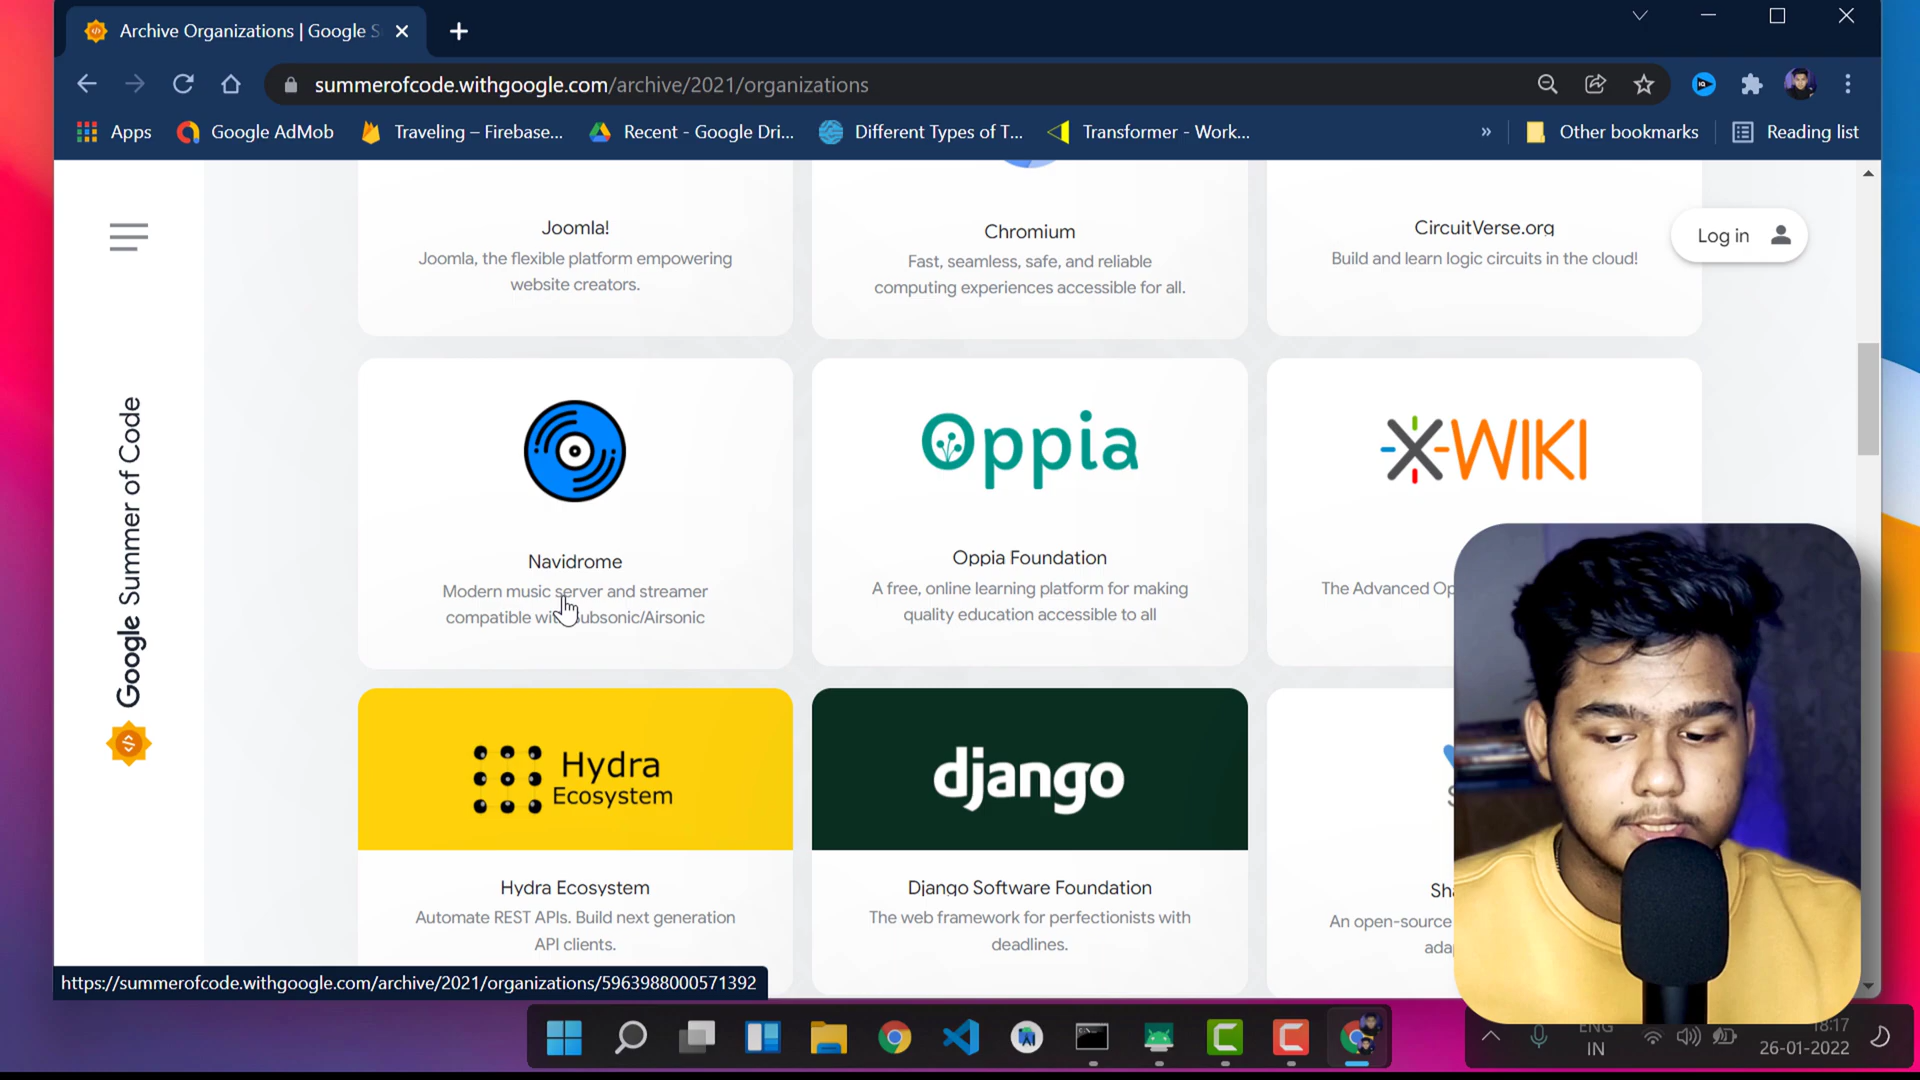 Archive Organizations | Google S
summerofcode.withgoogle.com/archive/2021/organizations
Apps
Google AdMob
Traveling – Firebase...
Recent - Google Dri...
Different Types of T...
Transformer - Work...
»
Other bookmarks
Reading list
Log in
Google Summer of Code
Joomla!
Joomla, the flexible platform empowering
website creators.
Chromium
Fast, seamless, safe, and reliable
computing experiences accessible for all.
CircuitVerse.org
Build and learn logic circuits in the cloud!
Navidrome
Modern music server and streamer
compatible with Subsonic/Airsonic
Oppia
Oppia Foundation
A free, online learning platform for making
quality education accessible to all
X-WIKI
The Advanced Op
Hydra
Ecosystem
Hydra Ecosystem
Automate REST APIs. Build next generation
API clients.
django
Django Software Foundation
The web framework for perfectionists with
deadlines.
Sh
An open-source
ada
https://summerofcode.withgoogle.com/archive/2021/organizations/5963988000571392
ENG
IN
18:17
26-01-2022